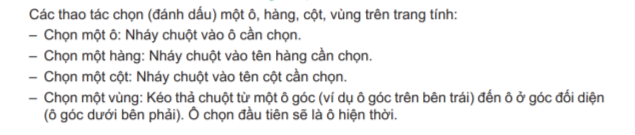 Các thao tác chọn (đánh dấu) một ô, hàng, cột, vùng trên trang tính:
– Chọn một ô: Nháy chuột vào ô cần chọn.
– Chọn một hàng: Nháy chuột vào tên hàng cần chọn.
– Chọn một cột: Nháy chuột vào tên cột cần chọn.
– Chọn một vùng: Kéo thả chuột từ một ô góc (ví dụ ô góc trên bên trái) đến ô ở góc đối diện
(ô góc dưới bên phải). Ô chọn đầu tiên sẽ là ô hiện thời.